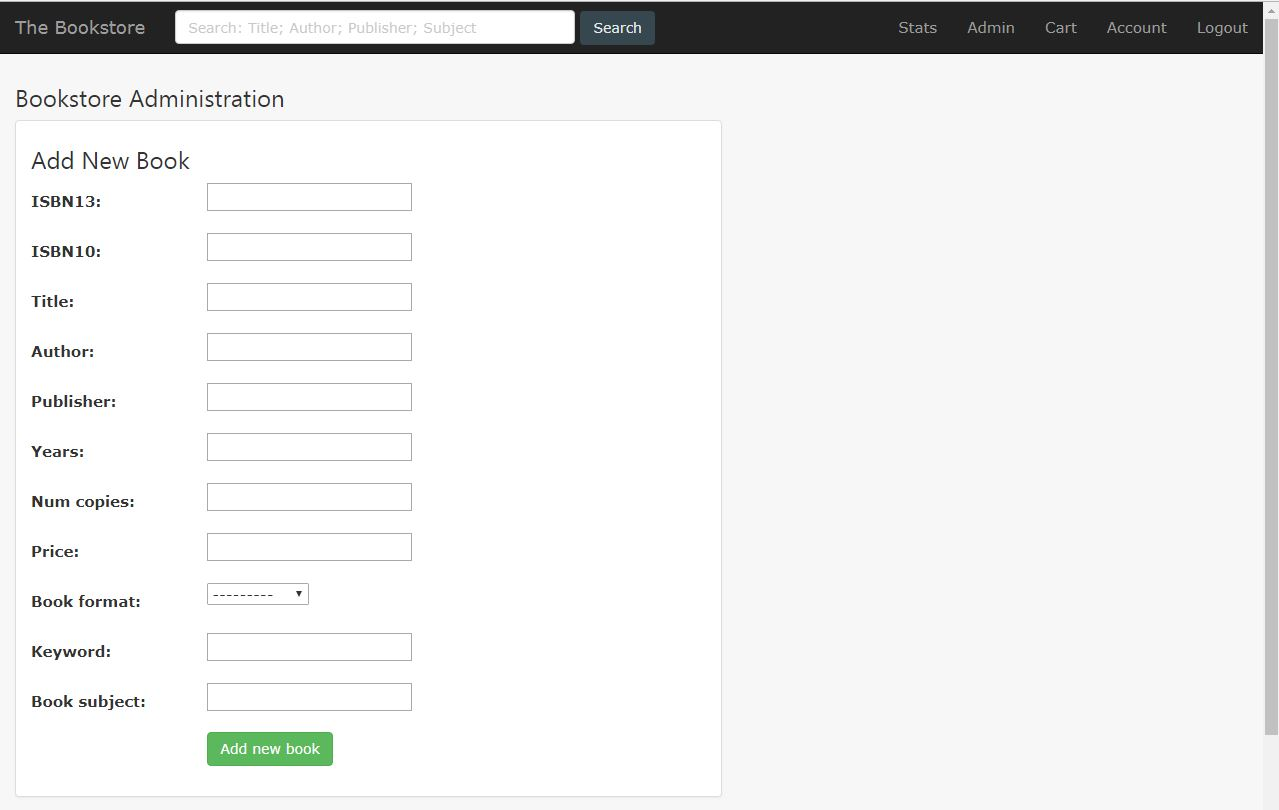 The Bookstore Search: Title; Author; Publisher; Subject Search Stats Admin Cart Account Logout
Bookstore Administration
Add New Book
ISBN13:
ISBN10:
Title:
Author:
Publisher:
Years:
Num copies:
Price:
Book format: ---------
Keyword:
Book subject:
Add new book